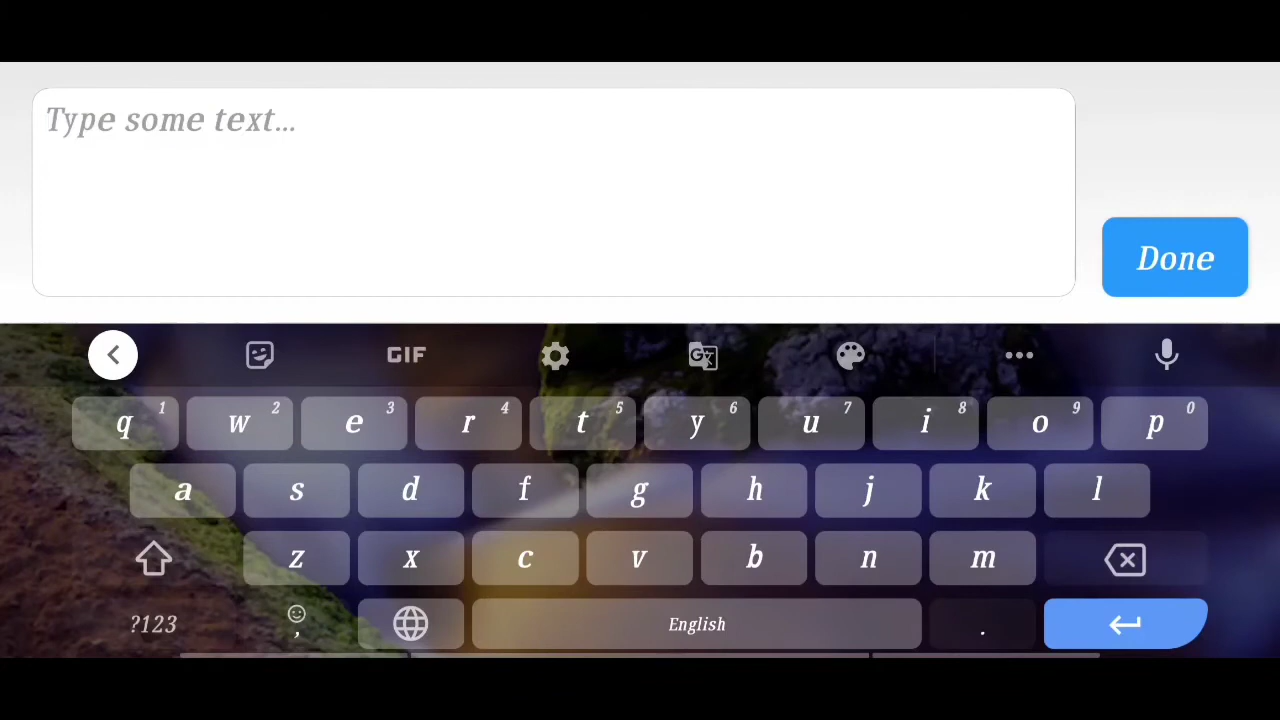 Type some text...
Done
GIF
q 1 w 2 e 3 r 4 t 5 y 6 u 7 i 8 o 9 p 0
a s d f g h j k l
z x c v b n m
?123 , English .